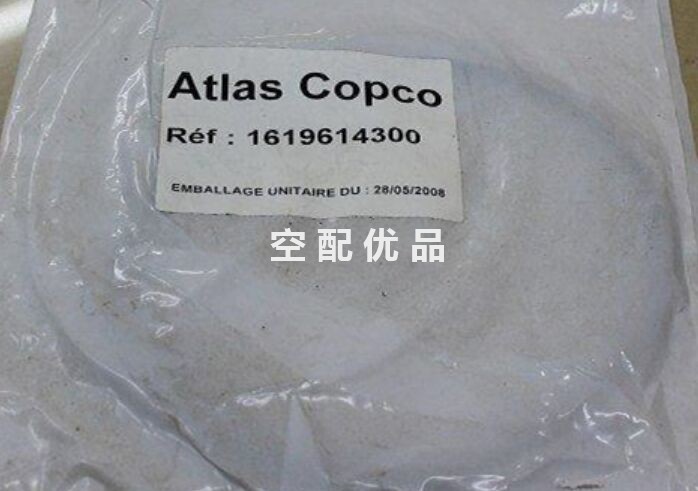 Atlas Copco
Réf : 1619614300
EMBALLAGE UNITAIRE DU : 28/05/2008
空配优品